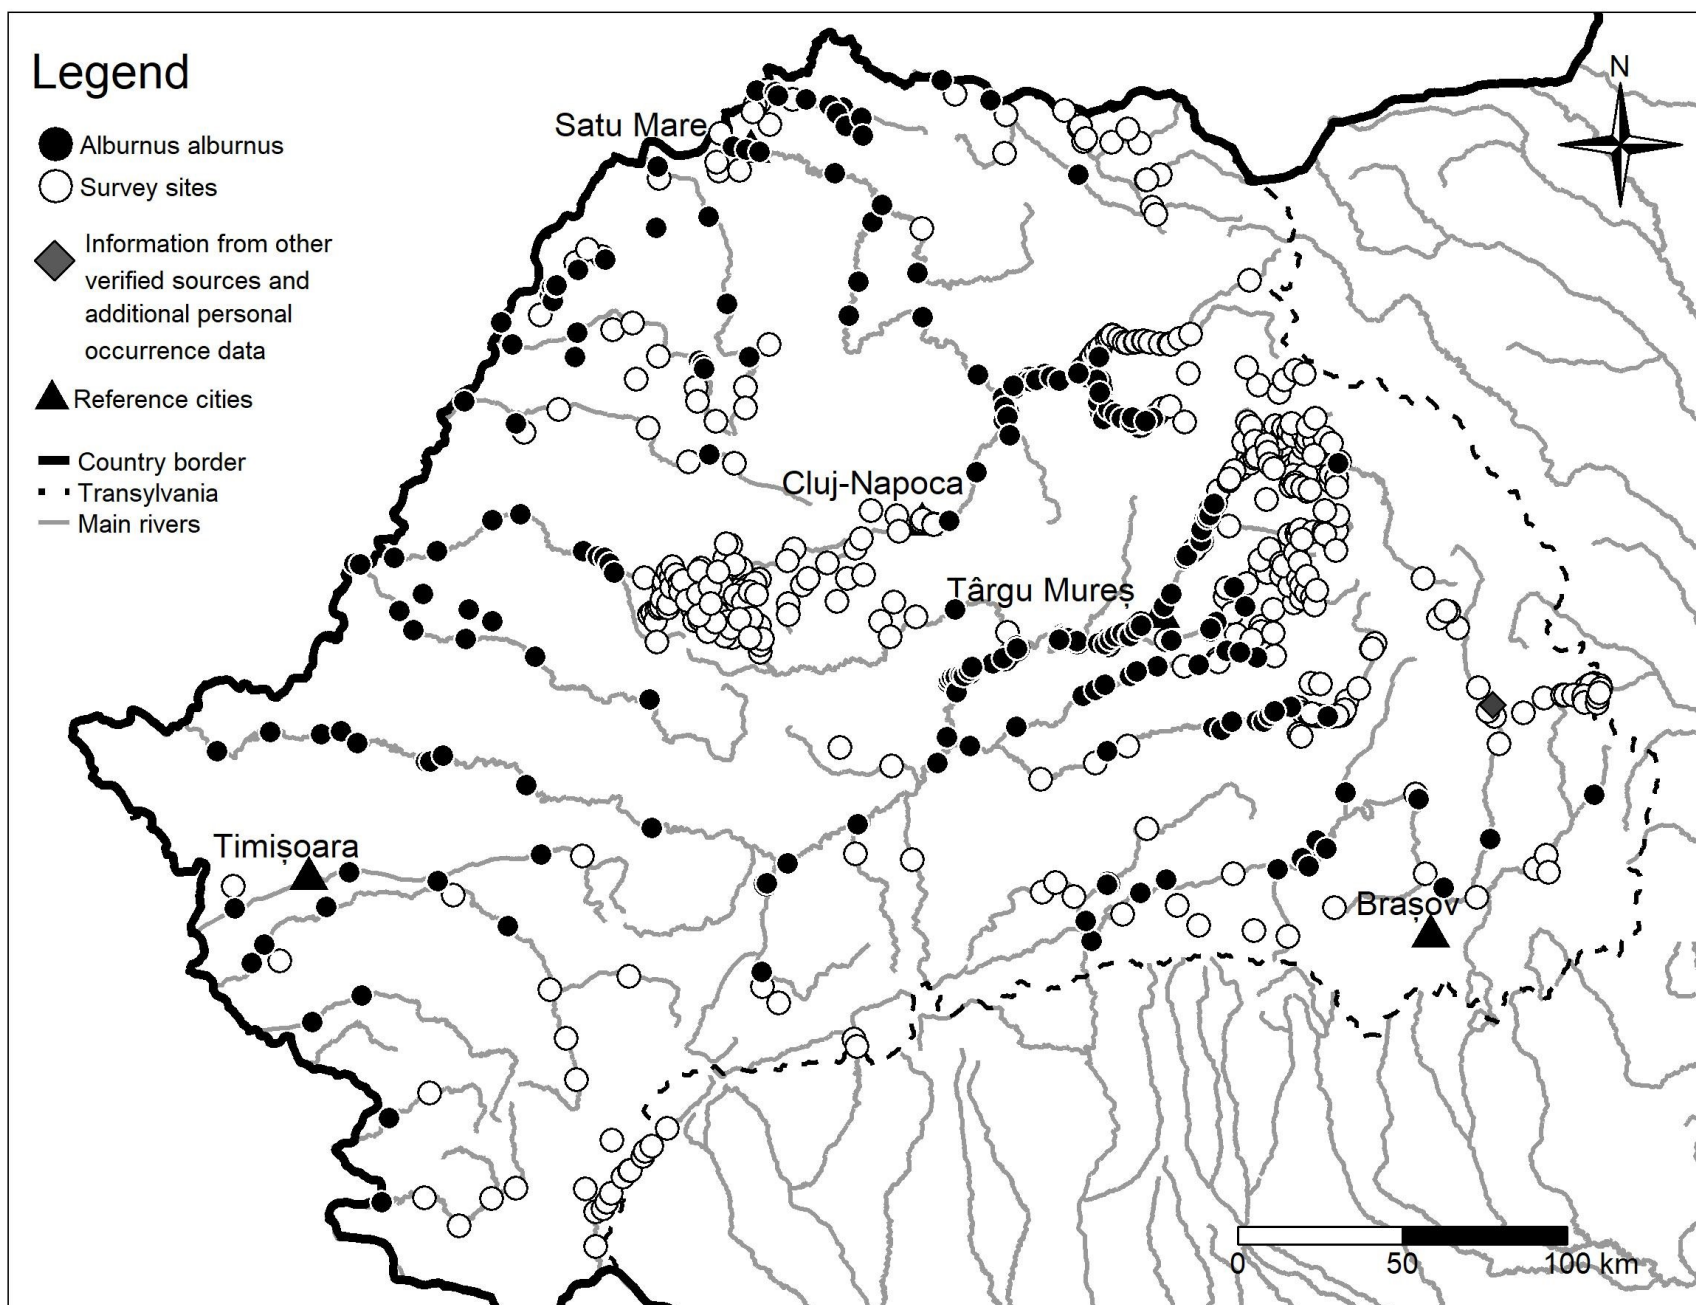 Legend
Alburnus alburnus
Survey sites
Information from other
verified sources and
additional personal
occurrence data
Reference cities
Country border
Transylvania
Main rivers
N
Satu Mare
Cluj-Napoca
Târgu Mureș
Timișoara
Brașov
0 50 100 km